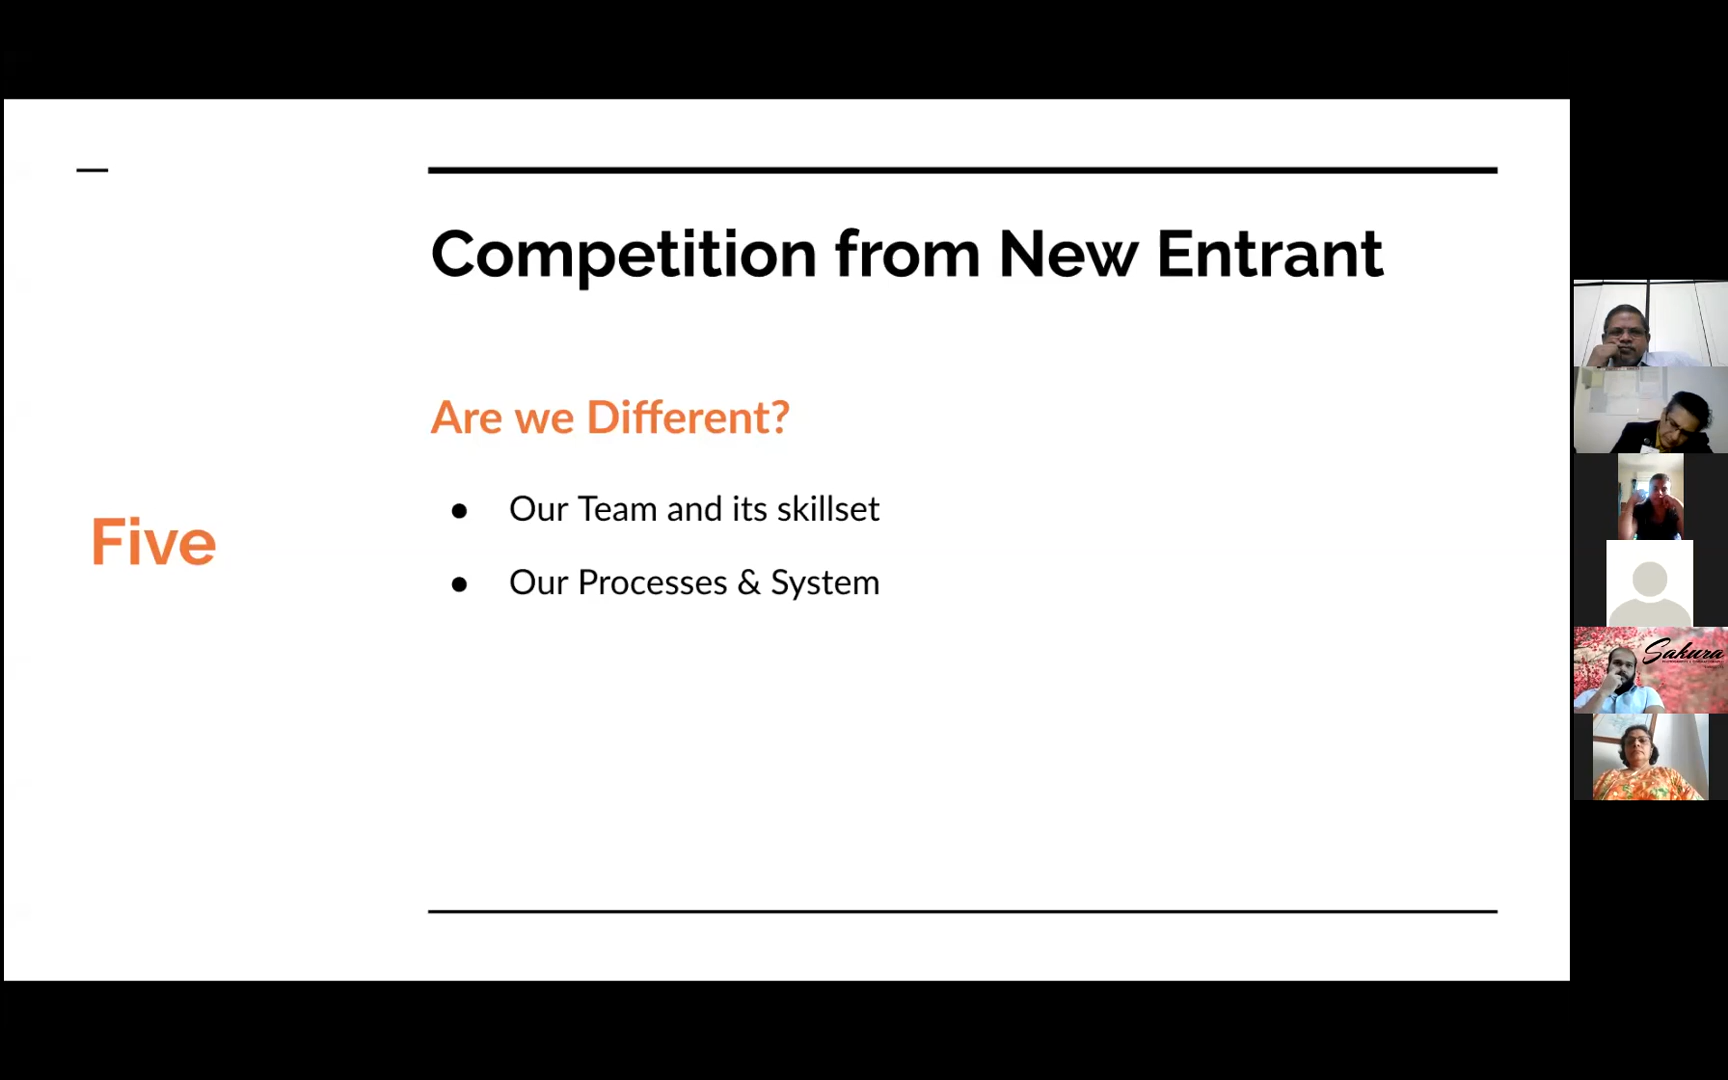 Competition from New Entrant
Are we Different?
Five
● Our Team and its skillset
● Our Processes & System
Sakura